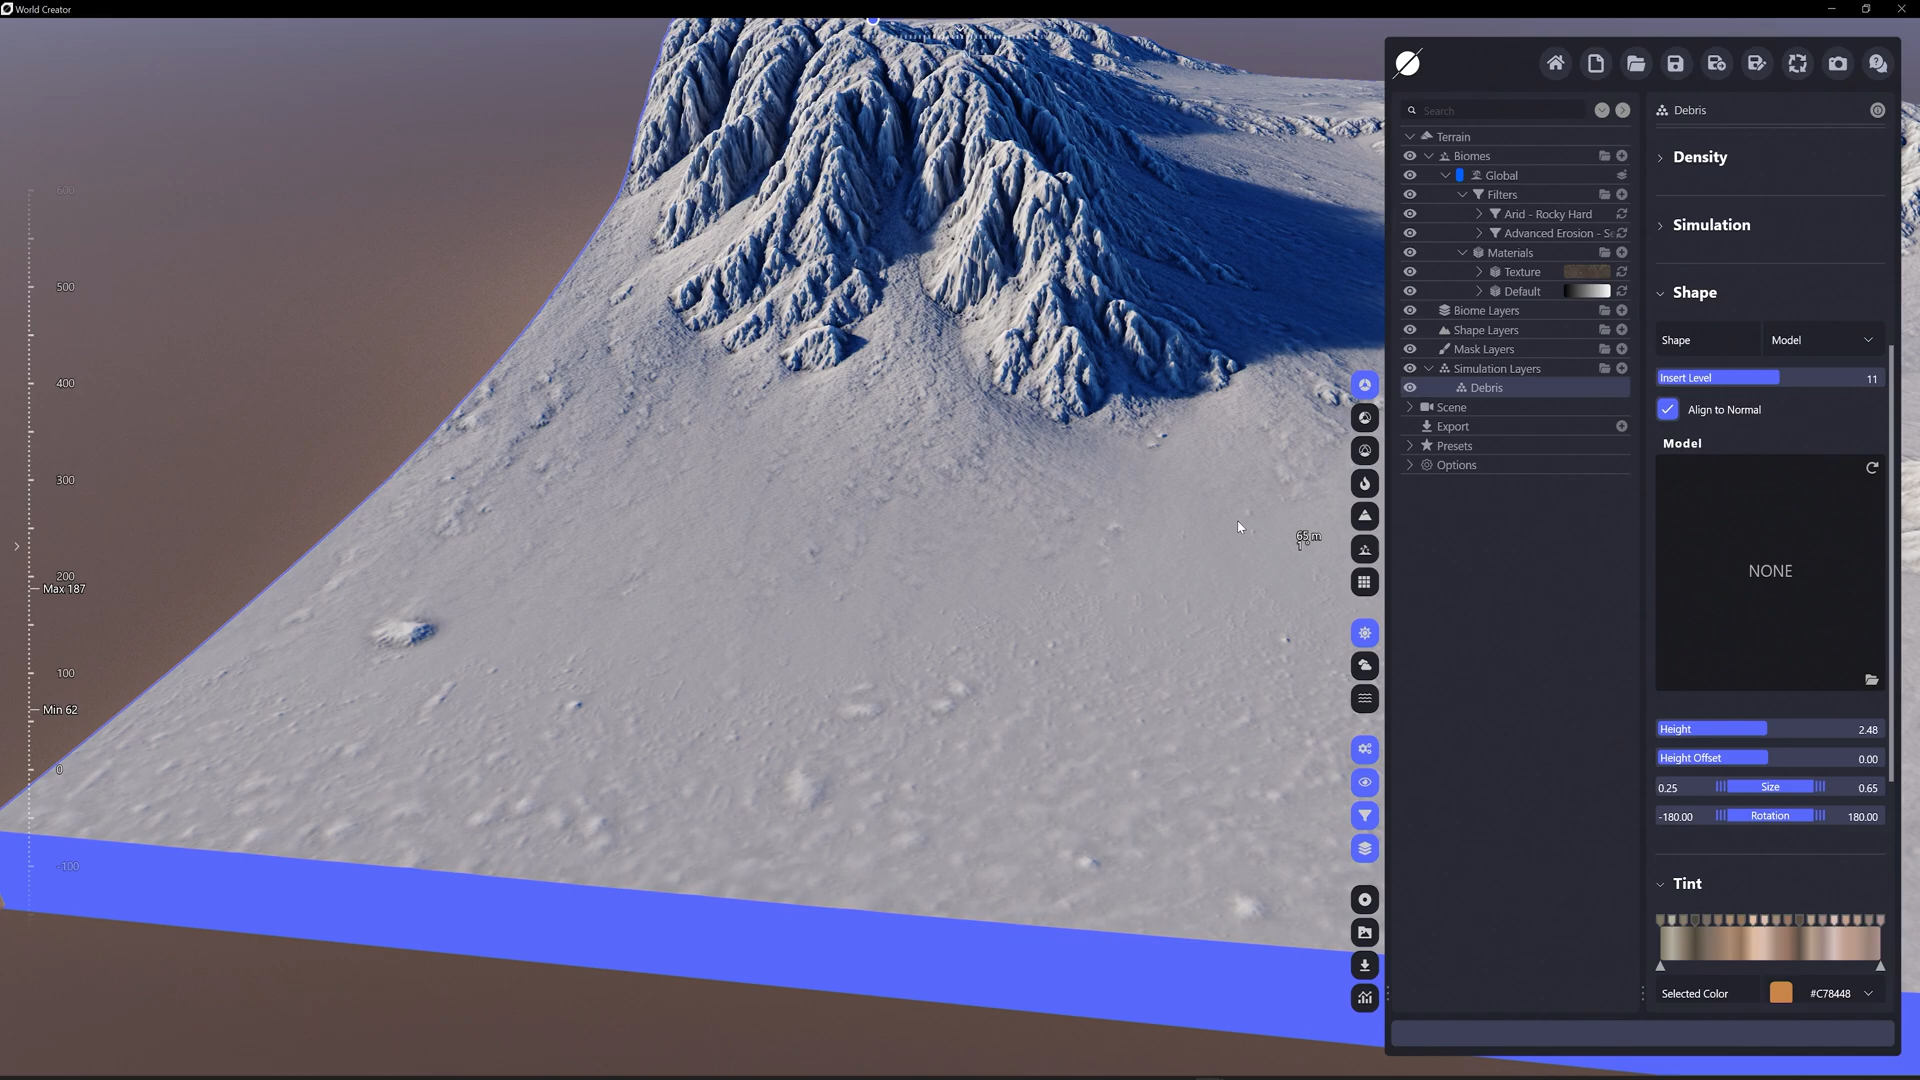 World Creator
600
500
400
300
200
Max 187
100
Min 62
0
-100
65 m
1°
Search
Terrain
Biomes
Global
Filters
Arid - Rocky Hard
Advanced Erosion - Se
Materials
Texture
Default
Biome Layers
Shape Layers
Mask Layers
Simulation Layers
Debris
Scene
Export
Presets
Options
Debris
Density
Simulation
Shape
Shape Model
Insert Level 11
Align to Normal
Model
NONE
Height 2.48
Height Offset 0.00
0.25 Size 0.65
-180.00 Rotation 180.00
Tint
Selected Color #C78448